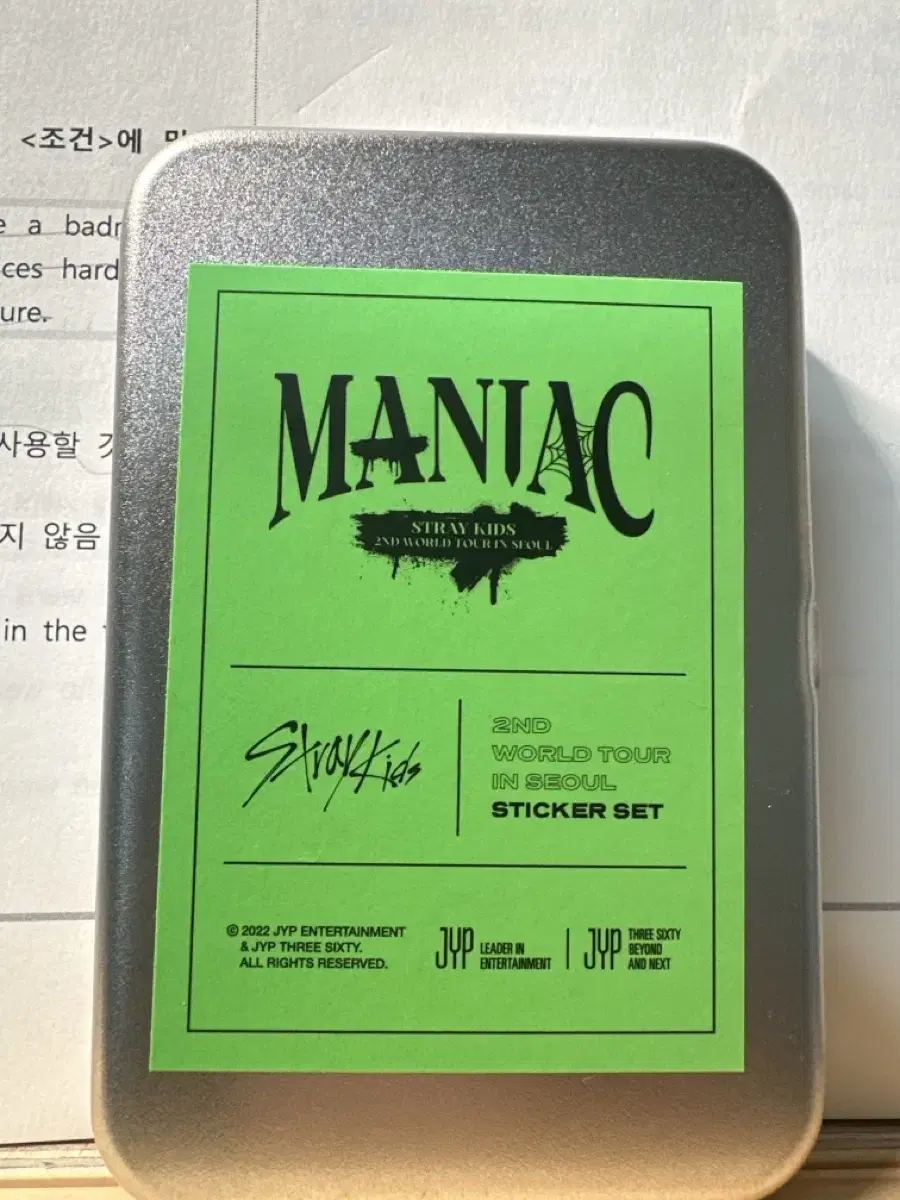 <조건>에
e a
ces hard
ure.
사용할
지 않음
in the
MANIAC
STRAY KIDS
2ND WORLD TOUR IN SEOUL
Stray Kids
2ND
WORLD TOUR
IN SEOUL
STICKER SET
© 2022 JYP ENTERTAINMENT
& JYP THREE SIXTY.
ALL RIGHTS RESERVED.
JYP LEADER IN
ENTERTAINMENT
JYP THREE SIXTY
BEYOND
AND NEXT